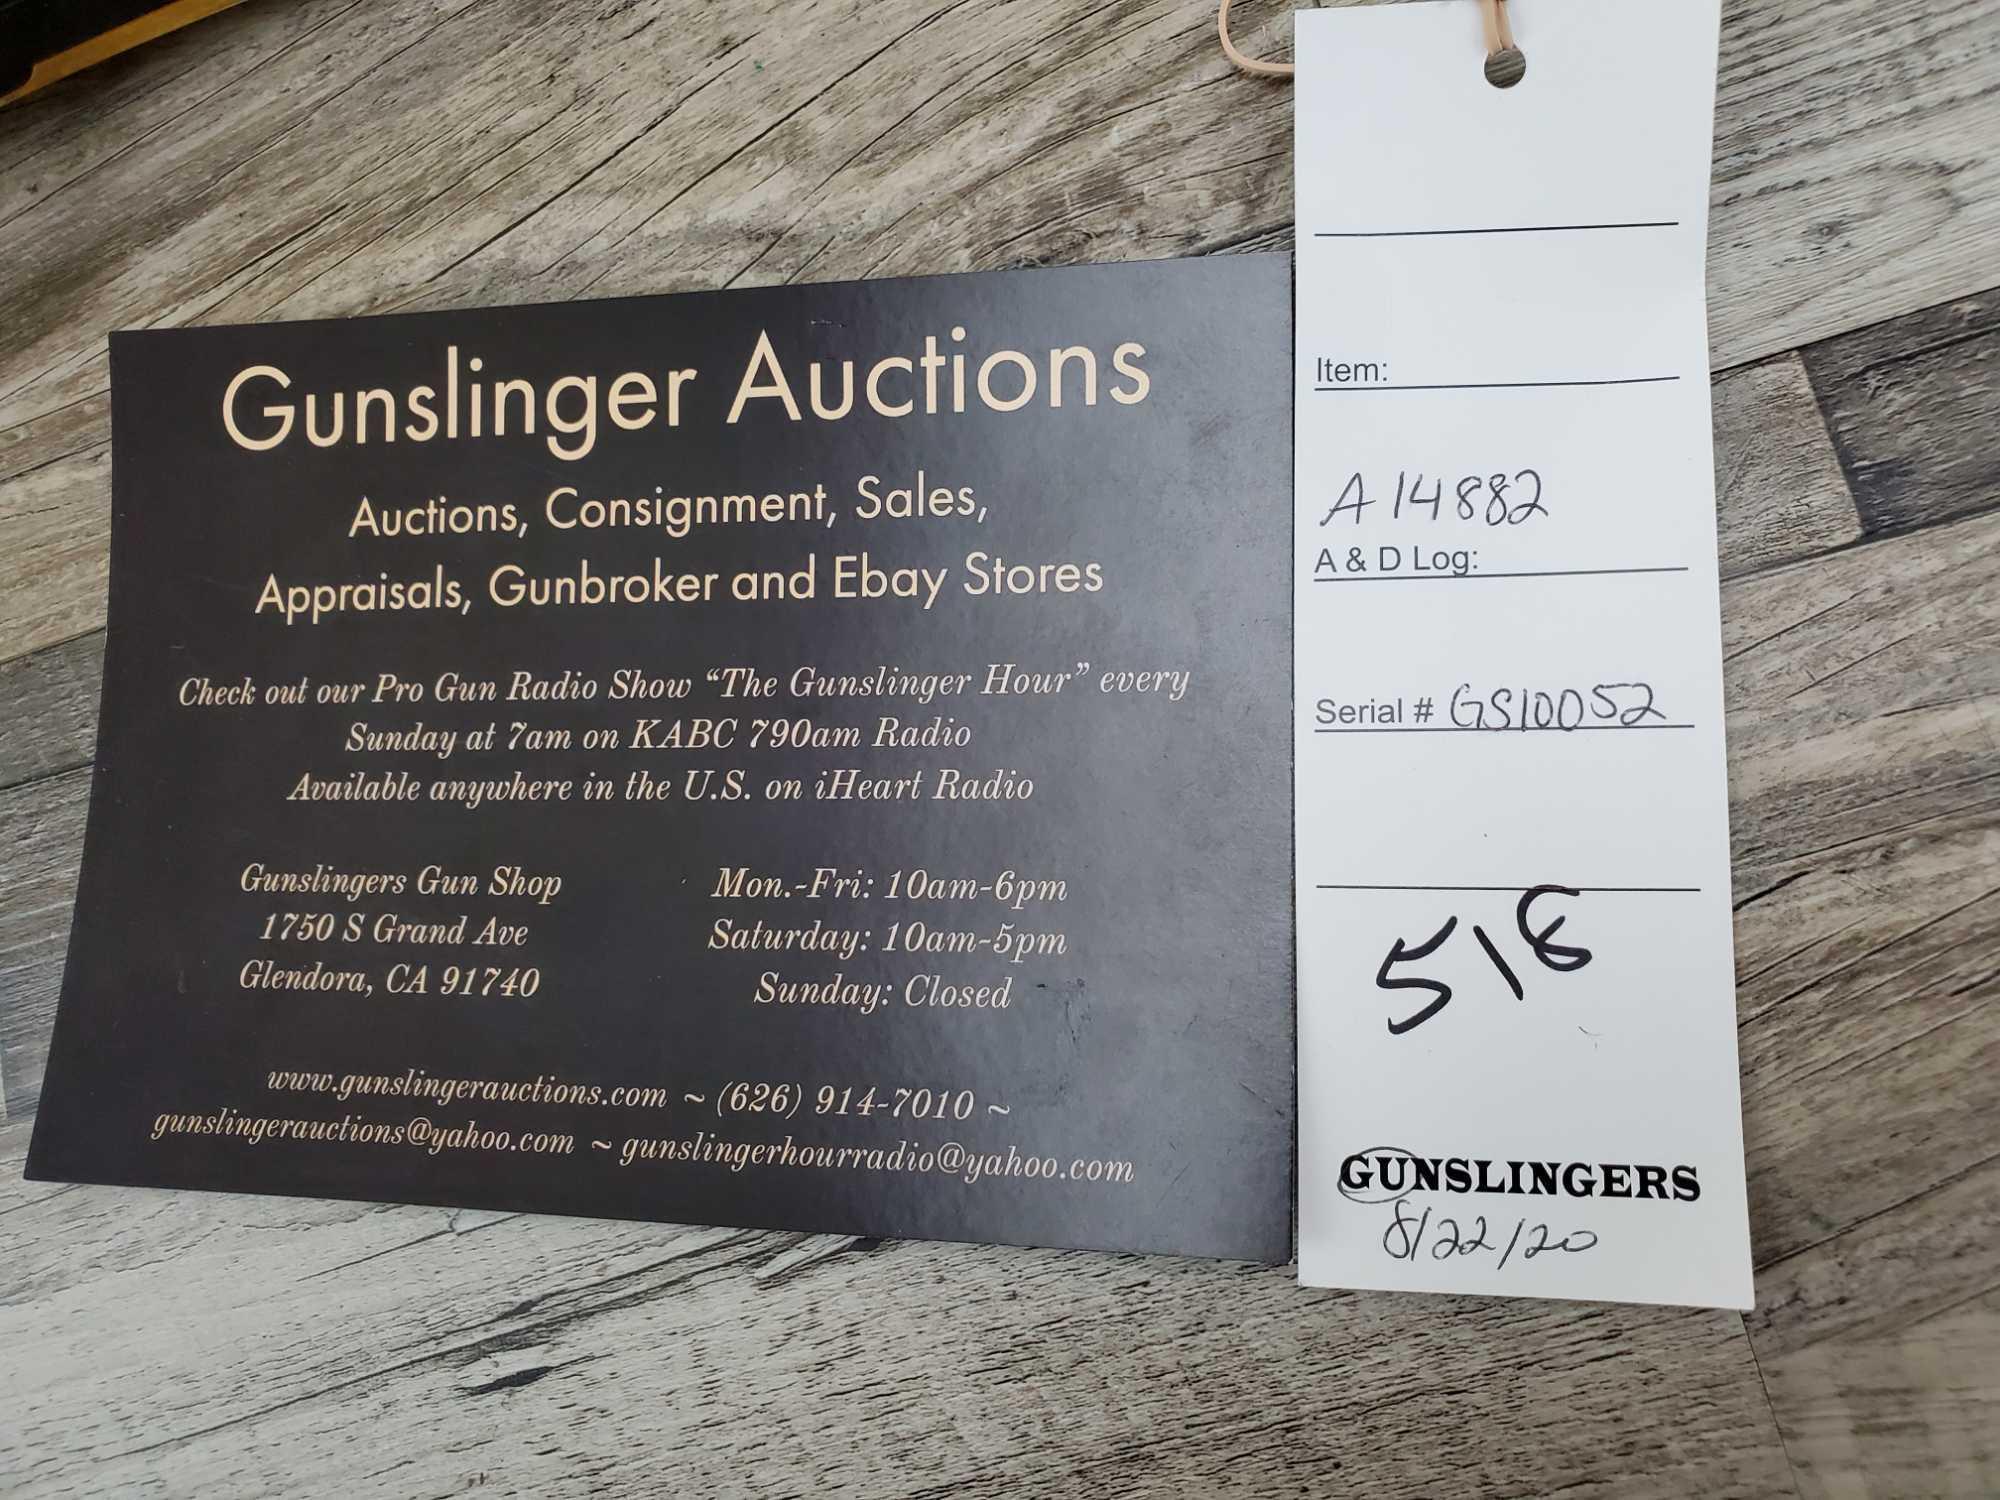 Gunslinger Auctions
Auctions, Consignment, Sales,
Appraisals, Gunbroker and Ebay Stores
Check out our Pro Gun Radio Show “The Gunslinger Hour” every
Sunday at 7am on KABC 790am Radio
Available anywhere in the U.S. on iHeart Radio
Gunslingers Gun Shop
1750 S Grand Ave
Glendora, CA 91740
Mon.-Fri: 10am-6pm
Saturday: 10am-5pm
Sunday: Closed
www.gunslingerauctions.com ~ (626) 914-7010 ~
gunslingerauctions@yahoo.com ~ gunslingerhourradio@yahoo.com
Item:
A14882
A & D Log:
Serial # GS10052
518
GUNSLINGERS
8/22/20